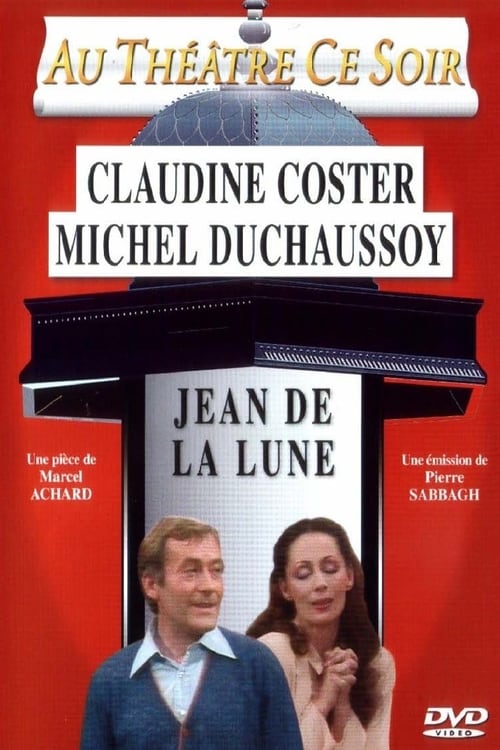 AU THÉÂTRE CE SOIR
CLAUDINE COSTER
MICHEL DUCHAUSSOY
JEAN DE
LA LUNE
Une pièce de
Marcel
ACHARD
Une émission de
Pierre
SABBAGH
DVD
VIDEO